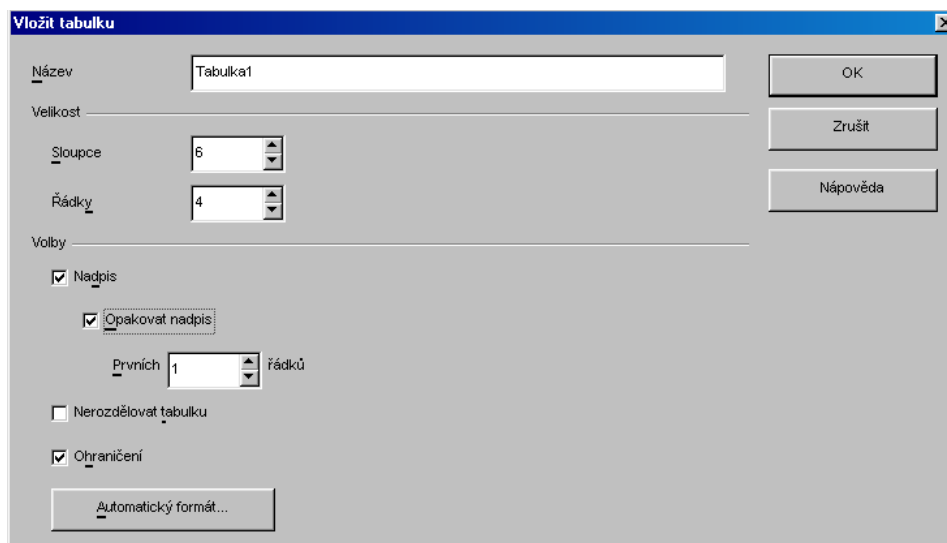 Vložit tabulku
Název Tabulka1 OK
Velikost Zrušit
Sloupce 6
Řádky 4 Nápověda
Volby
Nadpis
Opakovat nadpis
Prvních 1 řádků
Nerozdělovat tabulku
Ohraničení
Automatický formát...